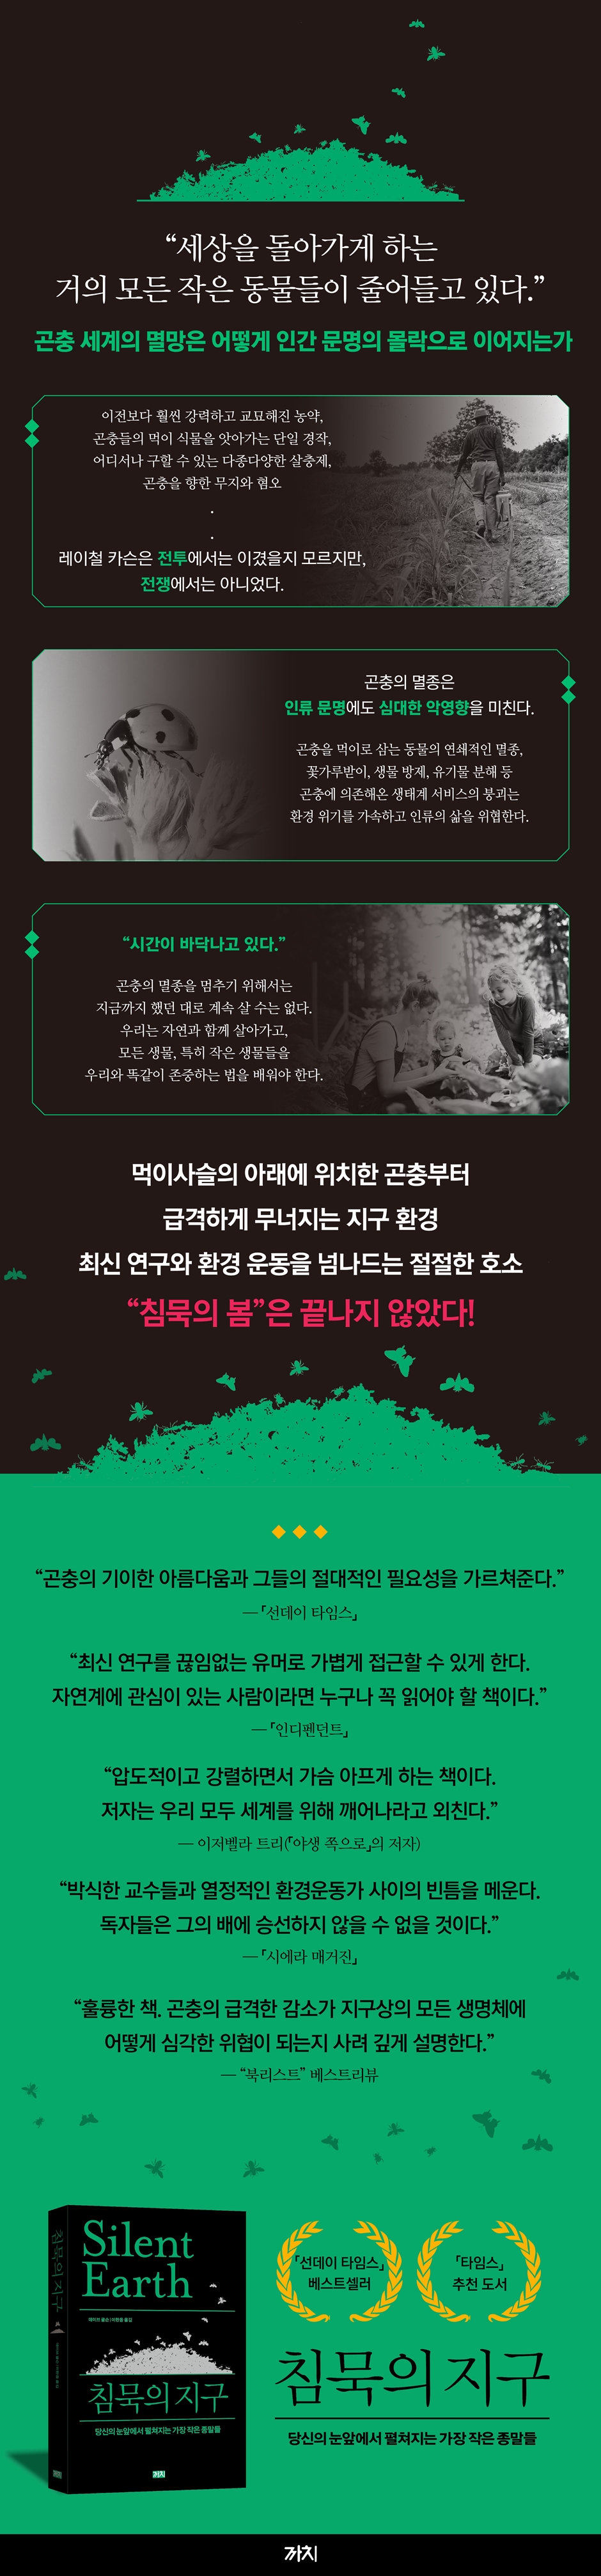 “세상을 돌아가게 하는
거의 모든 작은 동물들이 줄어들고 있다.”
곤충 세계의 멸망은 어떻게 인간 문명의 몰락으로 이어지는가
이전보다 훨씬 강력하고 교묘해진 농약,
곤충들의 먹이 식물을 앗아가는 단일 경작,
어디서나 구할 수 있는 다종다양한 살충제,
곤충을 향한 무지와 혐오
.
.
레이철 카슨은 전투에서는 이겼을지 모르지만,
전쟁에서는 아니었다.
곤충의 멸종은
인류 문명에도 심대한 악영향을 미친다.
곤충을 먹이로 삼는 동물의 연쇄적인 멸종,
꽃가루받이, 생물 방제, 유기물 분해 등
곤충에 의존해온 생태계 서비스의 붕괴는
환경 위기를 가속하고 인류의 삶을 위협한다.
“시간이 바닥나고 있다.”
곤충의 멸종을 멈추기 위해서는
지금까지 했던 대로 계속 살 수는 없다.
우리는 자연과 함께 살아가고,
모든 생물, 특히 작은 생물들을
우리와 똑같이 존중하는 법을 배워야 한다.
먹이사슬의 아래에 위치한 곤충부터
급격하게 무너지는 지구 환경
최신 연구와 환경 운동을 넘나드는 절절한 호소
“침묵의 봄”은 끝나지 않았다!
“곤충의 기이한 아름다움과 그들의 절대적인 필요성을 가르쳐준다.”
—「선데이 타임스」
“최신 연구를 끊임없는 유머로 가볍게 접근할 수 있게 한다.
자연계에 관심이 있는 사람이라면 누구나 꼭 읽어야 할 책이다.”
—「인디펜던트」
“압도적이고 강렬하면서 가슴 아프게 하는 책이다.
저자는 우리 모두 세계를 위해 깨어나라고 외친다.”
— 이저벨라 트리(『야생 쪽으로』의 저자)
“박식한 교수들과 열정적인 환경운동가 사이의 빈틈을 메운다.
독자들은 그의 배에 승선하지 않을 수 없을 것이다.”
—「시에라 매거진」
“훌륭한 책. 곤충의 급격한 감소가 지구상의 모든 생명체에
어떻게 심각한 위협이 되는지 사려 깊게 설명한다.”
— “북리스트” 베스트리뷰
Silent
Earth
데이브 굴슨 | 이한음 옮김
침묵의 지구
당신의 눈앞에서 펼쳐지는 가장 작은 종말들
까치
침묵의 지구
「선데이 타임스」
베스트셀러
「타임스」
추천 도서
침묵의 지구
당신의 눈앞에서 펼쳐지는 가장 작은 종말들
까치